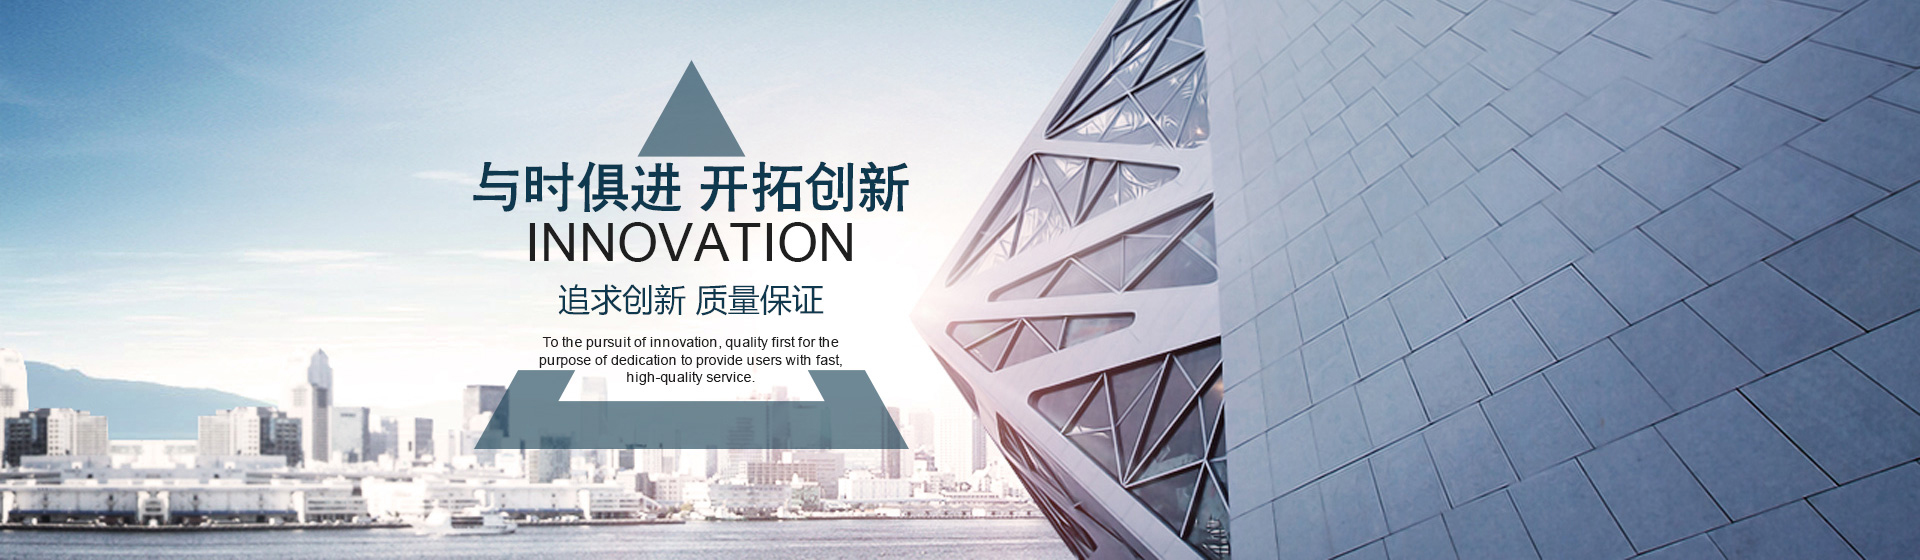 与时俱进 开拓创新
INNOVATION
追求创新 质量保证
To the pursuit of innovation, quality first for the
purpose of dedication to provide users with fast,
high-quality service.